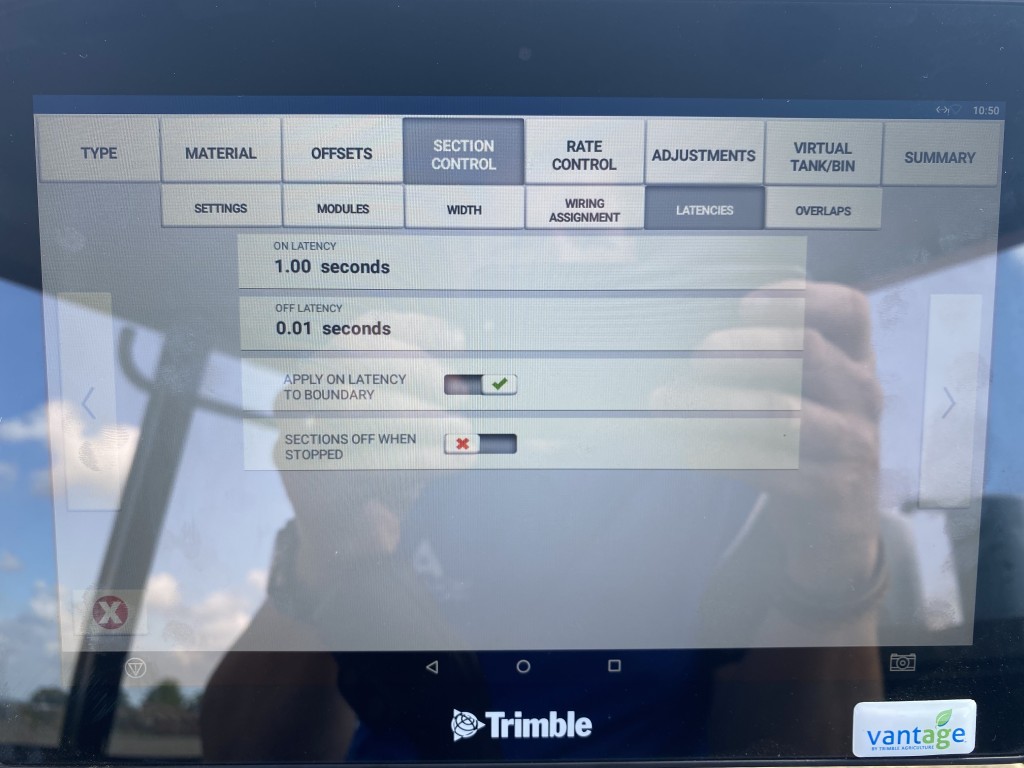 10:50
TYPE
MATERIAL
OFFSETS
SECTION
CONTROL
RATE
CONTROL
ADJUSTMENTS
VIRTUAL
TANK/BIN
SUMMARY
SETTINGS
MODULES
WIDTH
WIRING
ASSIGNMENT
LATENCIES
OVERLAPS
ON LATENCY
1.00 seconds
OFF LATENCY
0.01 seconds
APPLY ON LATENCY
TO BOUNDARY
SECTIONS OFF WHEN
STOPPED
X
Trimble
vantage
BY TRIMBLE AGRICULTURE